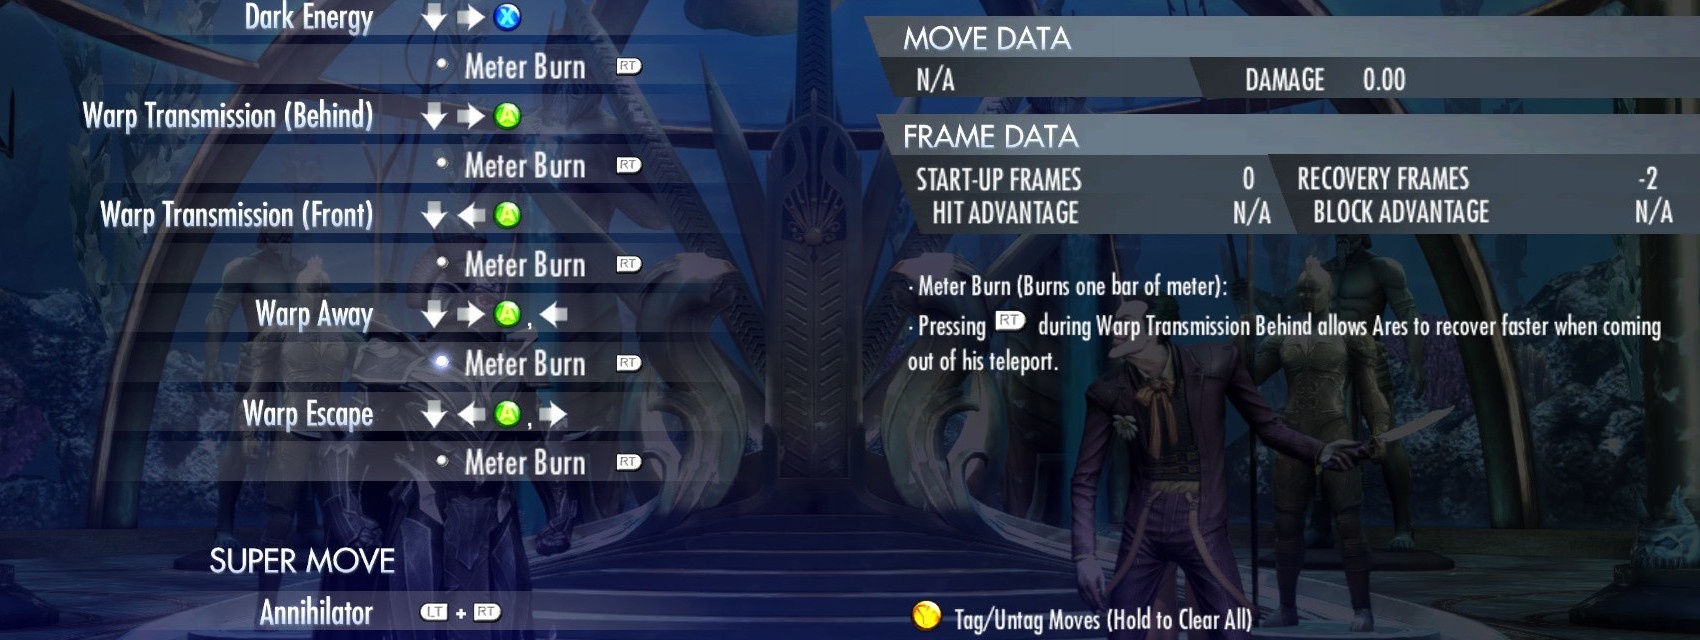 Dark Energy X
Meter Burn RT
Warp Transmission (Behind) A
Meter Burn RT
Warp Transmission (Front) A
Meter Burn RT
Warp Away A ,
Meter Burn RT
Warp Escape A ,
Meter Burn RT
SUPER MOVE
Annihilator LT + RT
MOVE DATA
N/A DAMAGE 0.00
FRAME DATA
START-UP FRAMES 0 RECOVERY FRAMES -2
HIT ADVANTAGE N/A BLOCK ADVANTAGE N/A
· Meter Burn (Burns one bar of meter):
· Pressing RT during Warp Transmission Behind allows Ares to recover faster when coming
out of his teleport.
Y Tag/Untag Moves (Hold to Clear All)